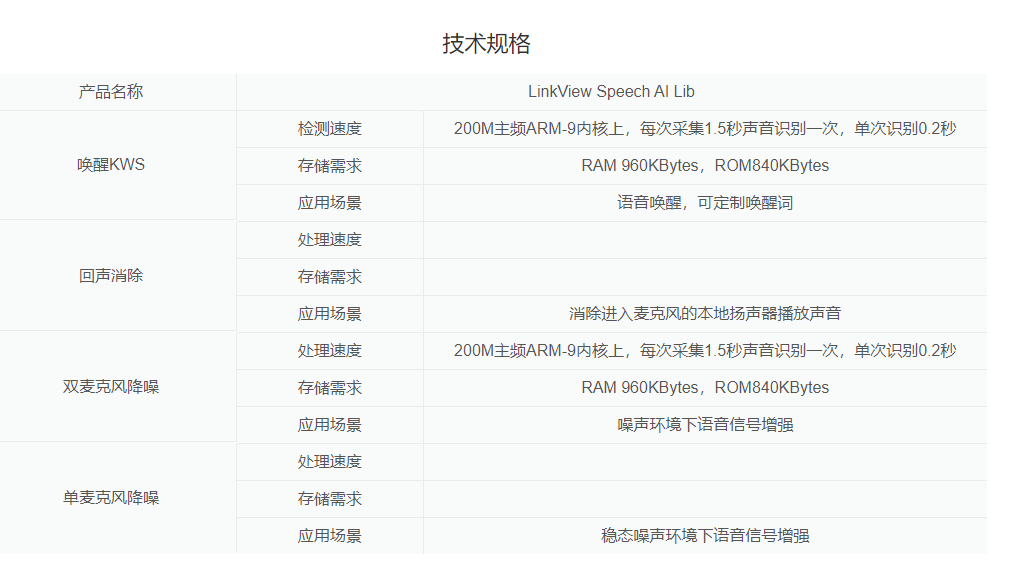 技术规格
产品名称 LinkView Speech AI Lib
唤醒KWS 检测速度 200M主频ARM-9内核上，每次采集1.5秒声音识别一次，单次识别0.2秒
存储需求 RAM 960KBytes，ROM840KBytes
应用场景 语音唤醒，可定制唤醒词
回声消除 处理速度
存储需求
应用场景 消除进入麦克风的本地扬声器播放声音
双麦克风降噪 处理速度 200M主频ARM-9内核上，每次采集1.5秒声音识别一次，单次识别0.2秒
存储需求 RAM 960KBytes，ROM840KBytes
应用场景 噪声环境下语音信号增强
单麦克风降噪 处理速度
存储需求
应用场景 稳态噪声环境下语音信号增强